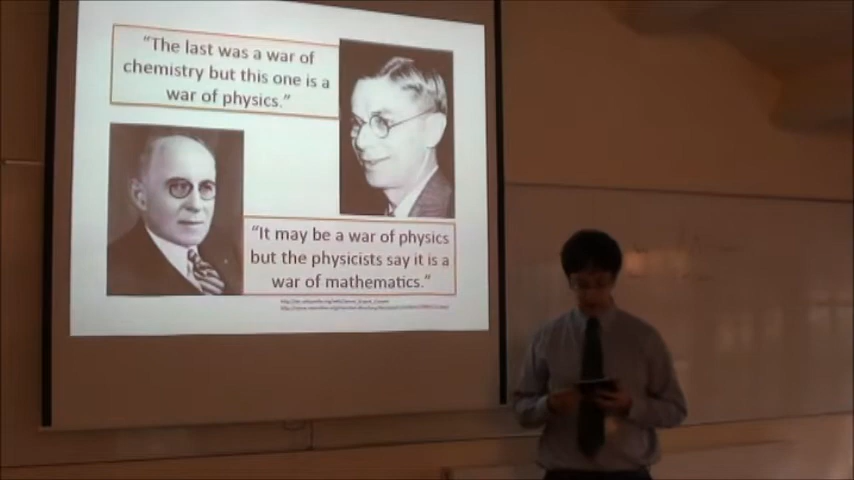 “The last was a war of
chemistry but this one is a
war of physics.”
“It may be a war of physics
but the physicists say it is a
war of mathematics.”